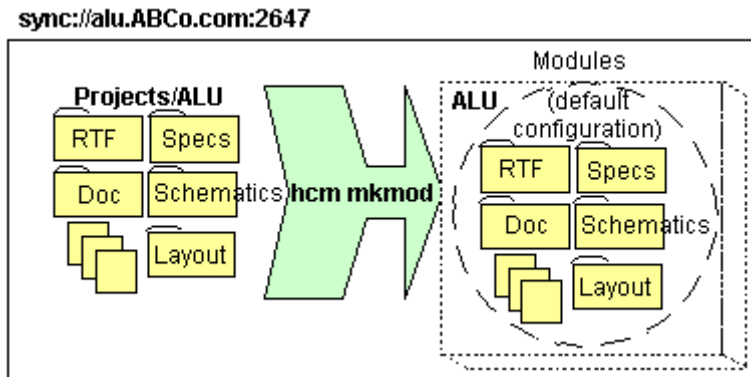 sync://alu.ABCo.com:2647
Modules
Projects/ALU
ALU (default
configuration)
RTF Specs
Doc Schematics
Layout
hcm mkmod
RTF Specs
Doc Schematics
Layout